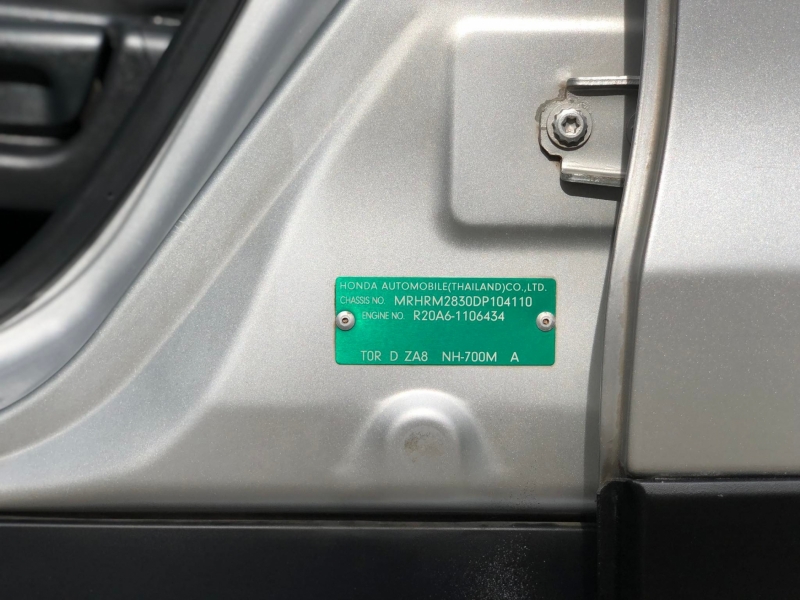 HONDA AUTOMOBILE(THAILAND)CO.,LTD.
CHASSIS NO. MRHRM2830DP104110
ENGINE NO. R20A6-1106434
T0R D ZA8 NH-700M A